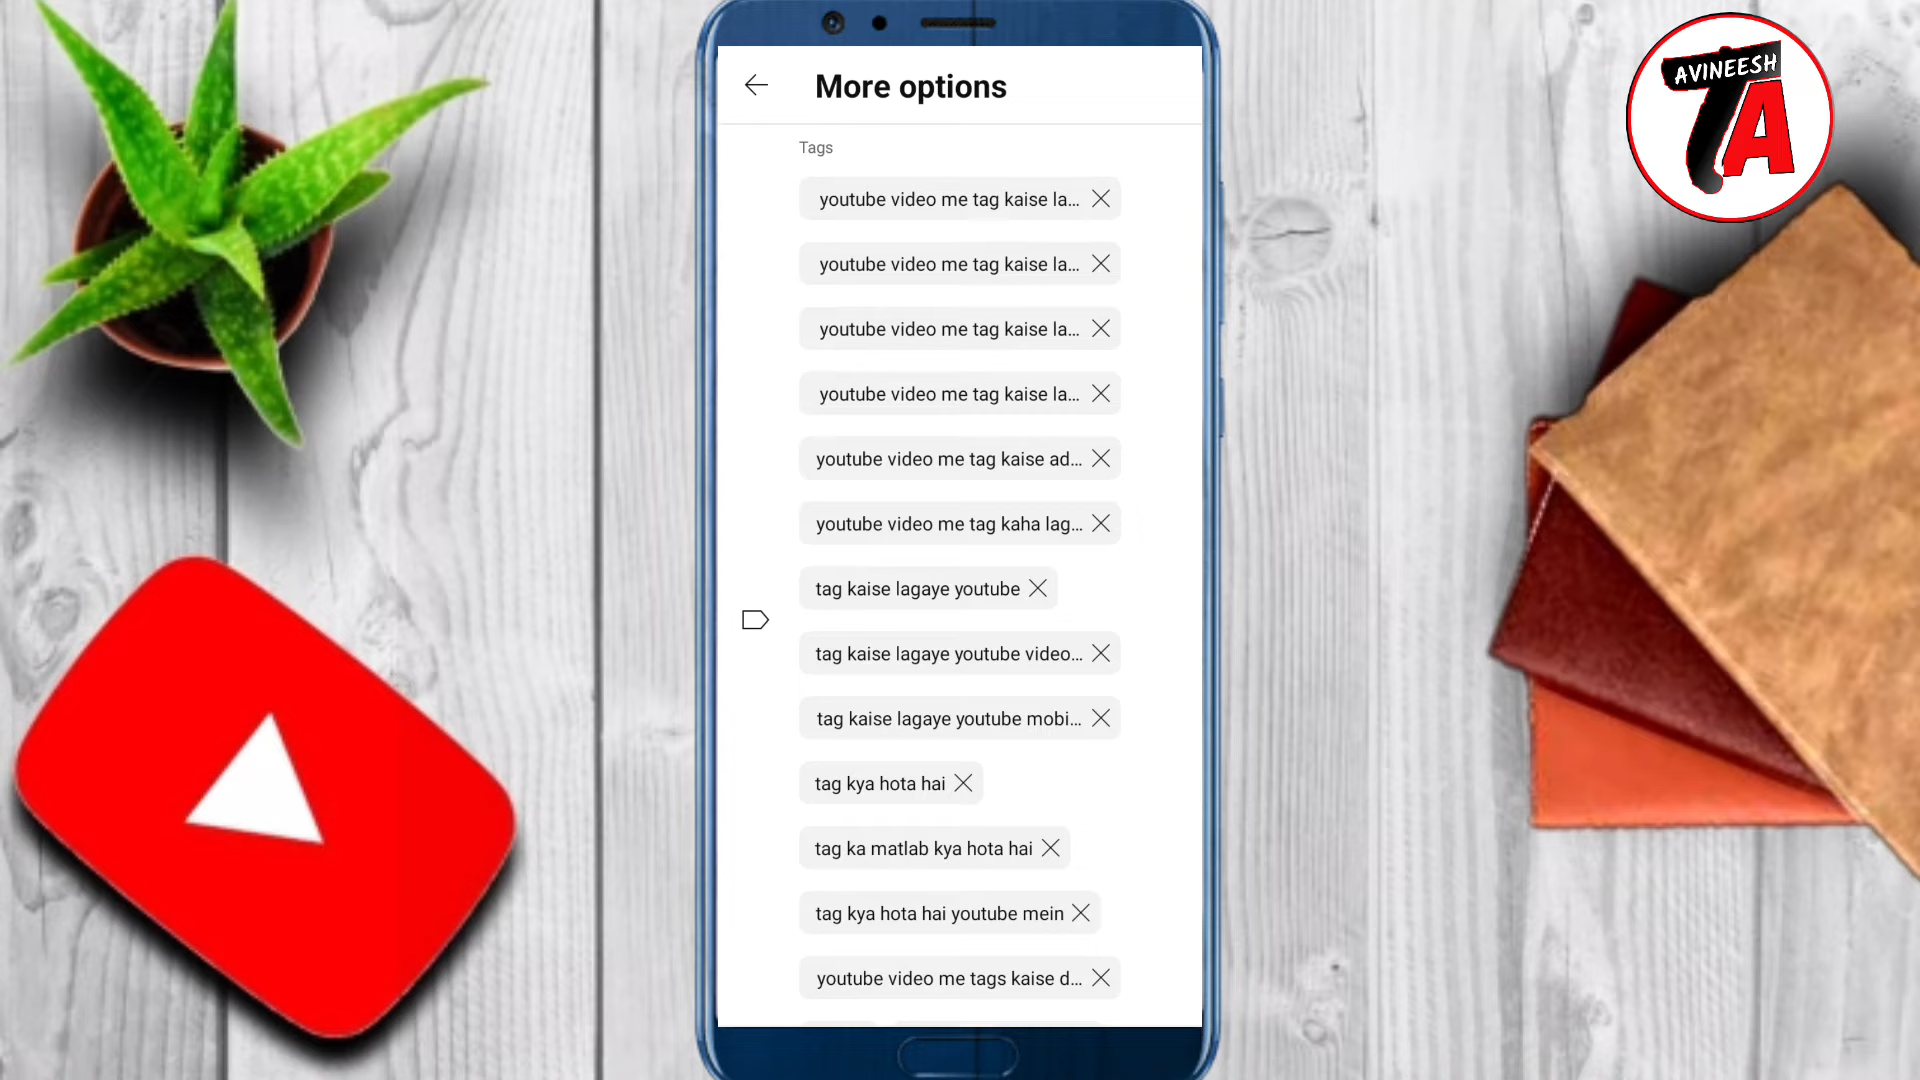 AVINEESH
TA
More options
Tags
youtube video me tag kaise la...
youtube video me tag kaise la...
youtube video me tag kaise la...
youtube video me tag kaise la...
youtube video me tag kaise ad...
youtube video me tag kaha lag...
tag kaise lagaye youtube
tag kaise lagaye youtube video...
tag kaise lagaye youtube mobi...
tag kya hota hai
tag ka matlab kya hota hai
tag kya hota hai youtube mein
youtube video me tags kaise d...